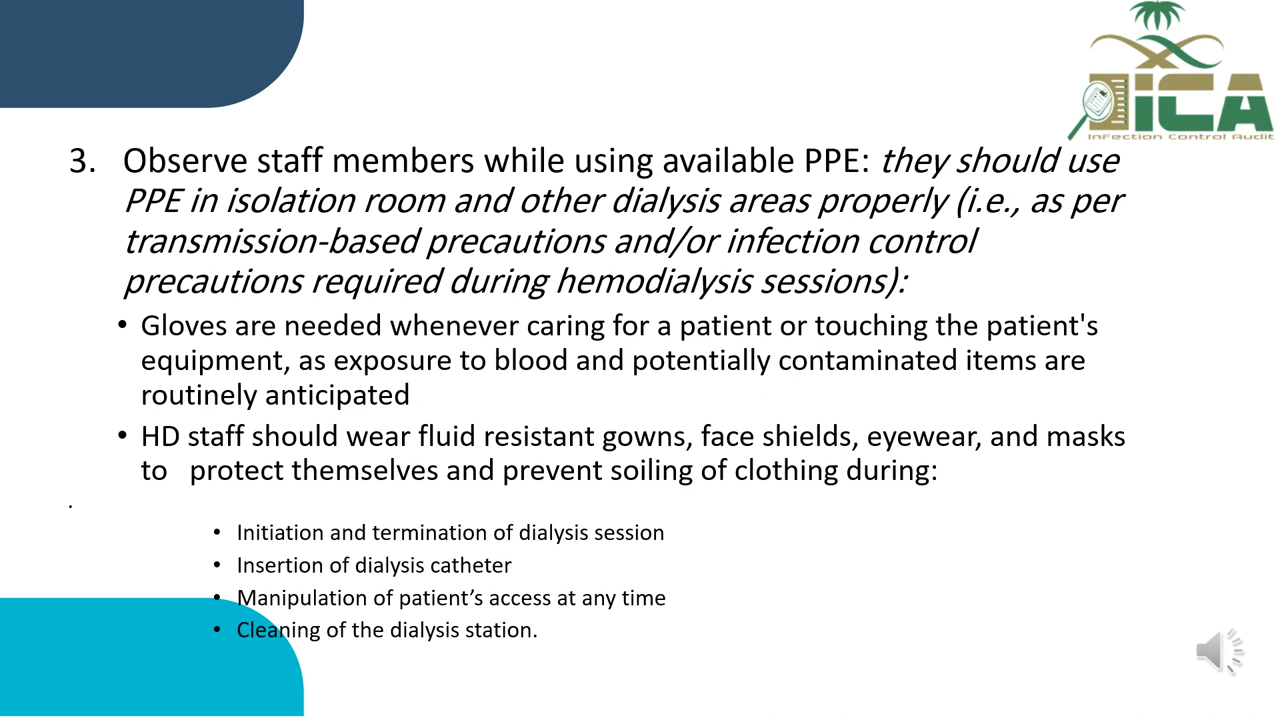 iCA
Infection Control Audit
3. Observe staff members while using available PPE: they should use
PPE in isolation room and other dialysis areas properly (i.e., as per
transmission-based precautions and/or infection control
precautions required during hemodialysis sessions):
• Gloves are needed whenever caring for a patient or touching the patient's
equipment, as exposure to blood and potentially contaminated items are
routinely anticipated
• HD staff should wear fluid resistant gowns, face shields, eyewear, and masks
to protect themselves and prevent soiling of clothing during:
.
• Initiation and termination of dialysis session
• Insertion of dialysis catheter
• Manipulation of patient’s access at any time
• Cleaning of the dialysis station.